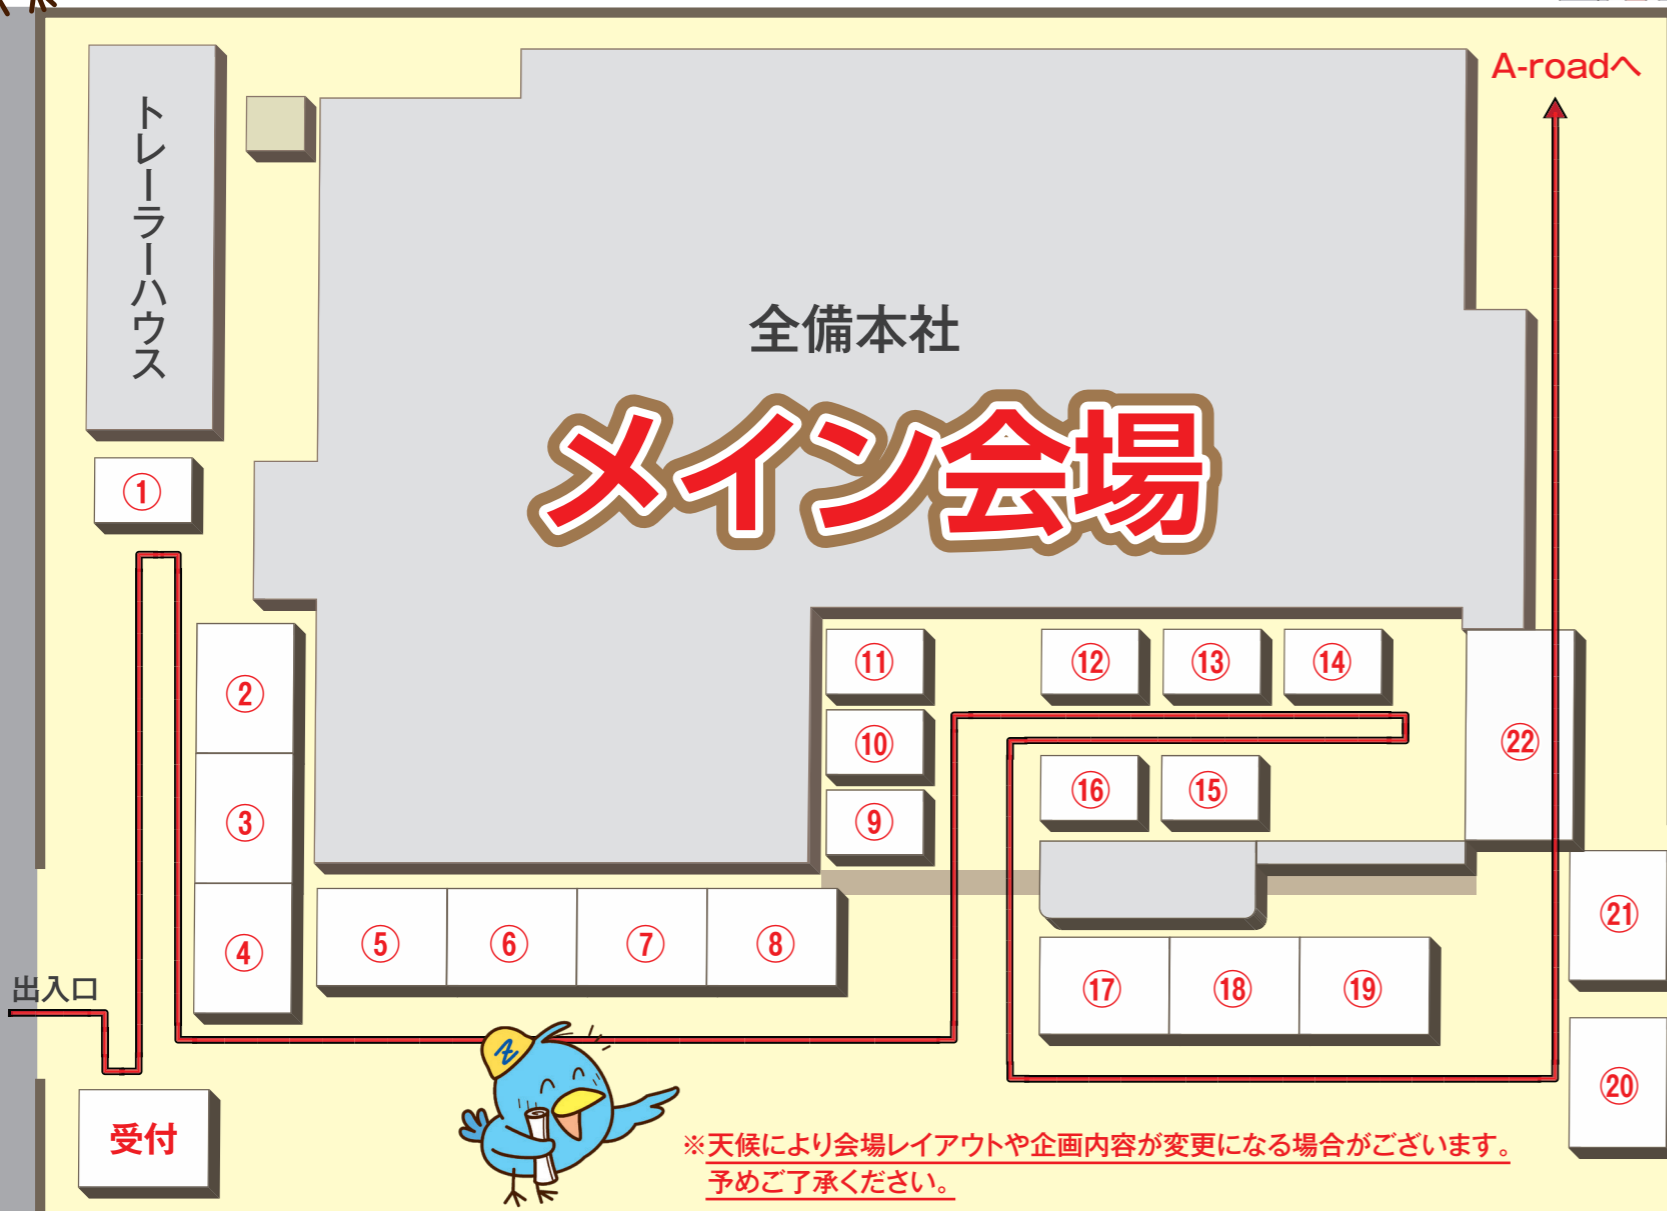 A-roadへ
トレーラーハウス
全備本社
メイン会場
①
②
③
④
⑤
⑥
⑦
⑧
⑨
⑩
⑪
⑫
⑬
⑭
⑮
⑯
⑰
⑱
⑲
⑳
㉑
㉒
出入口
受付
※天候により会場レイアウトや企画内容が変更になる場合がございます。
予めご了承ください。